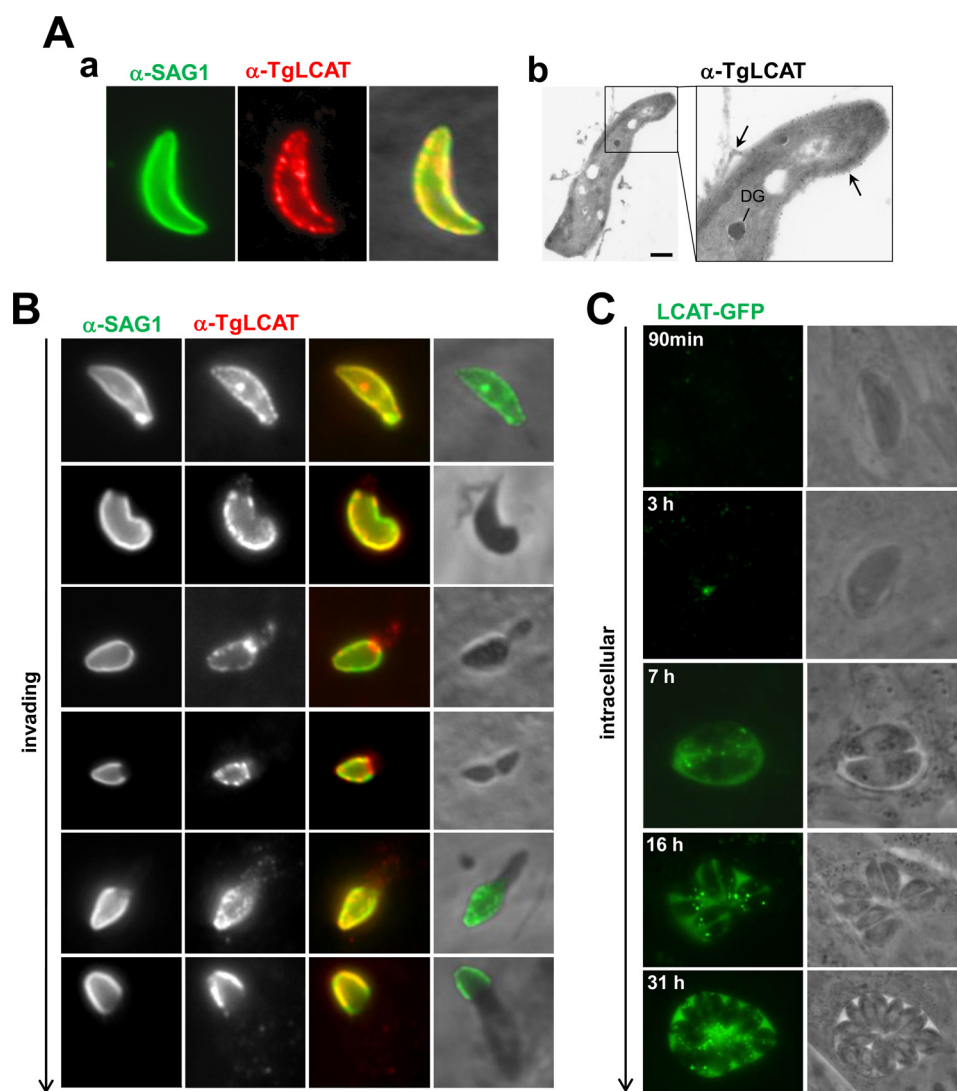 A
a
α-SAG1 α-TgLCAT
b
α-TgLCAT
DG
B
α-SAG1 α-TgLCAT
invading
C
LCAT-GFP
intracellular
90min
3 h
7 h
16 h
31 h